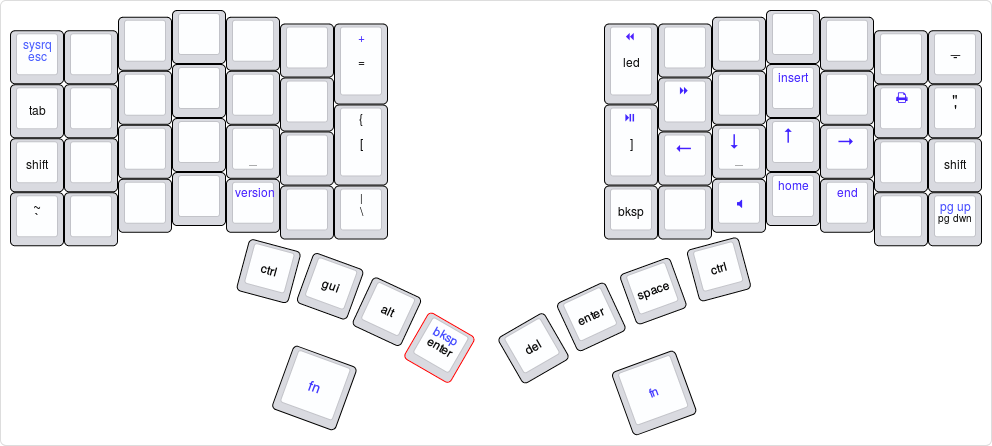 sysrq
esc
+
=
⏪
led
insert
–
-
tab
⏩
"
'
{
[
⏯
]
shift
_
←
↓
_
↑
→
shift
~
`
version
|
\
bksp
home
end
pg up
pg dwn
ctrl
gui
alt
bksp
enter
del
enter
space
ctrl
fn
fn